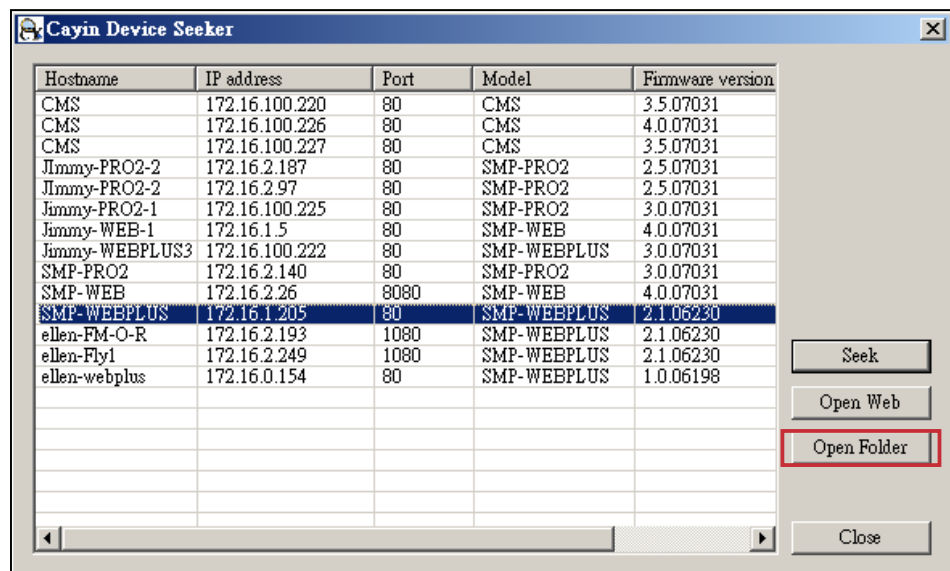 Cayin Device Seeker
Hostname IP address Port Model Firmware version
CMS 172.16.100.220 80 CMS 3.5.07031
CMS 172.16.100.226 80 CMS 4.0.07031
CMS 172.16.100.227 80 CMS 3.5.07031
JImmy-PRO2-2 172.16.2.187 80 SMP-PRO2 2.5.07031
JImmy-PRO2-2 172.16.2.97 80 SMP-PRO2 2.5.07031
Jimmy-PRO2-1 172.16.100.225 80 SMP-PRO2 3.0.07031
Jimmy-WEB-1 172.16.1.5 80 SMP-WEB 4.0.07031
Jimmy-WEBPLUS3 172.16.100.222 80 SMP-WEBPLUS 3.0.07031
SMP-PRO2 172.16.2.140 80 SMP-PRO2 3.0.07031
SMP-WEB 172.16.2.26 8080 SMP-WEB 4.0.07031
SMP-WEBPLUS 172.16.1.205 80 SMP-WEBPLUS 2.1.06230
ellen-FM-O-R 172.16.2.193 1080 SMP-WEBPLUS 2.1.06230
ellen-Fly1 172.16.2.249 1080 SMP-WEBPLUS 2.1.06230
ellen-webplus 172.16.0.154 80 SMP-WEBPLUS 1.0.06198
Seek
Open Web
Open Folder
Close